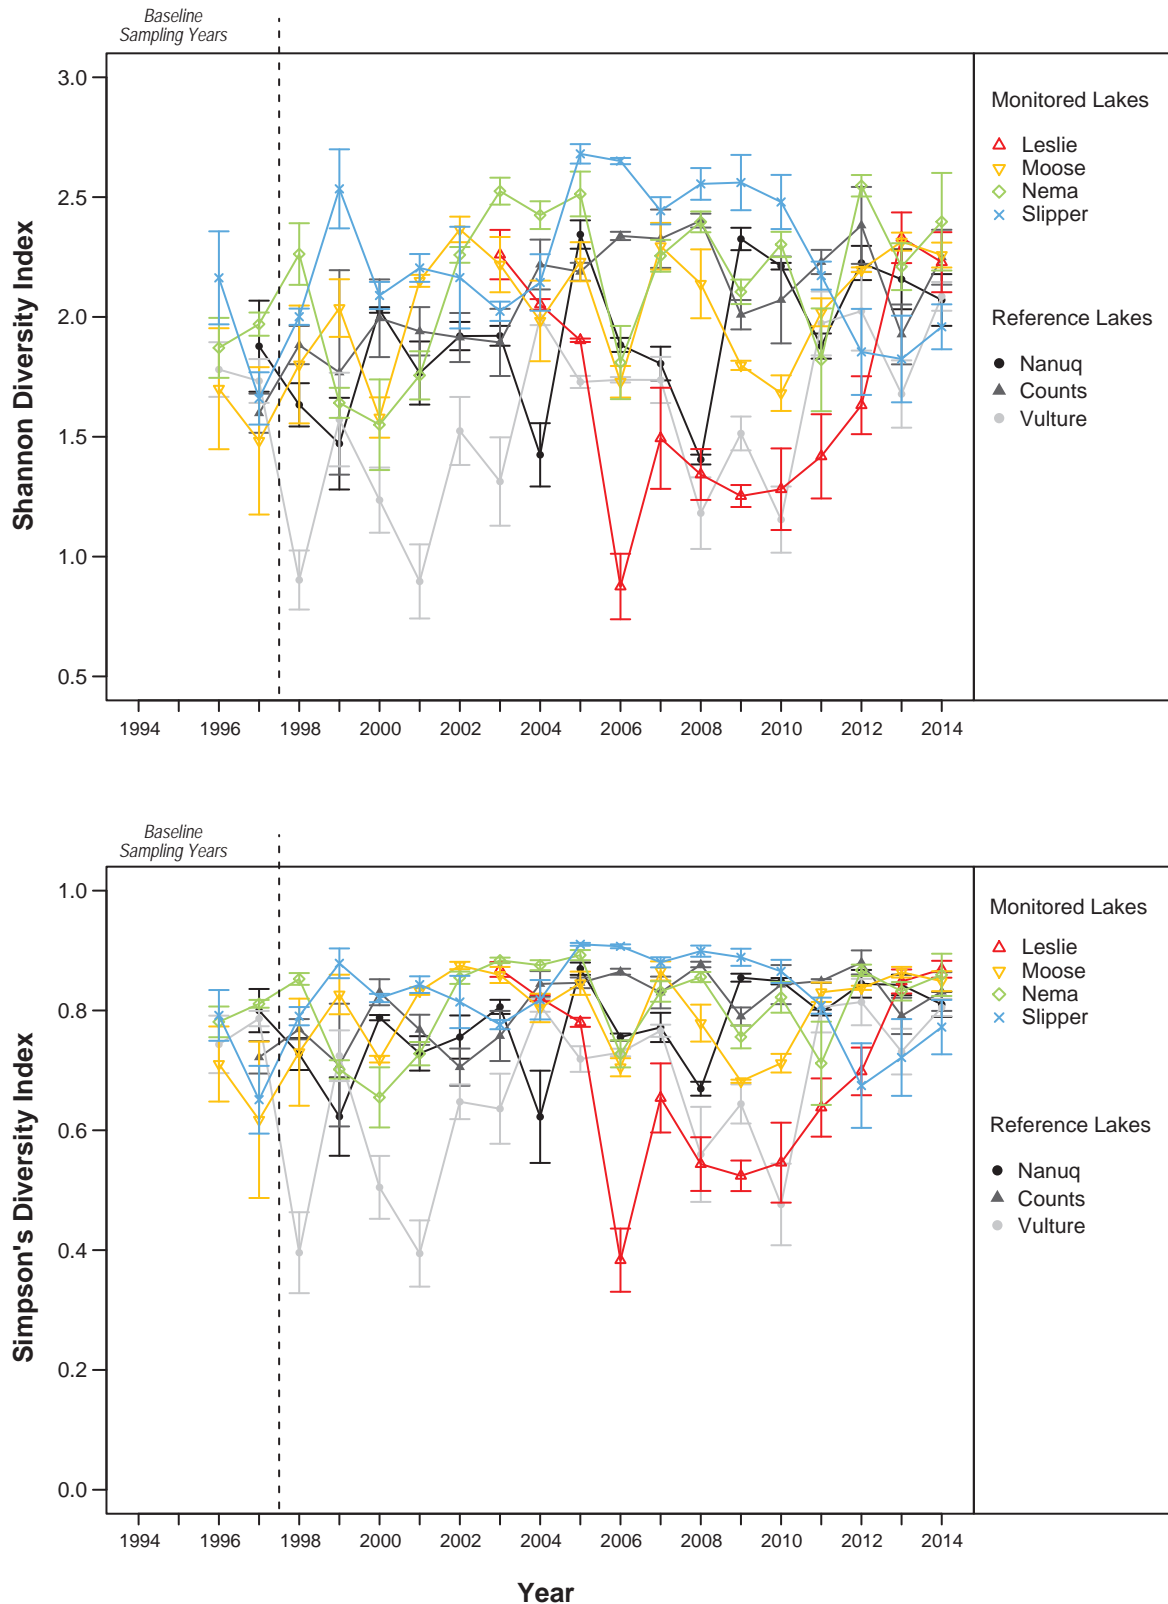 Baseline
Sampling Years
Shannon Diversity Index
3.0
2.5
2.0
1.5
1.0
0.5
1994
1996
1998
2000
2002
2004
2006
2008
2010
2012
2014
Monitored Lakes
Leslie
Moose
Nema
Slipper
Reference Lakes
Nanuq
Counts
Vulture
Baseline
Sampling Years
Simpson's Diversity Index
1.0
0.8
0.6
0.4
0.2
0.0
1994
1996
1998
2000
2002
2004
2006
2008
2010
2012
2014
Year
Monitored Lakes
Leslie
Moose
Nema
Slipper
Reference Lakes
Nanuq
Counts
Vulture